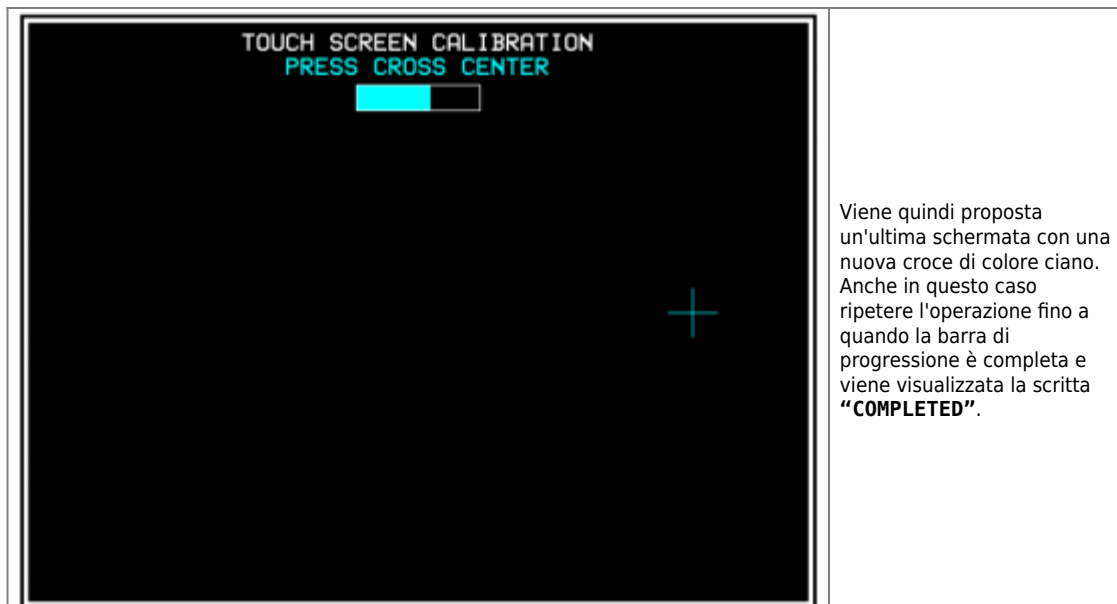 TOUCH SCREEN CALIBRATION
PRESS CROSS CENTER
Viene quindi proposta
un'ultima schermata con una
nuova croce di colore ciano.
Anche in questo caso
ripetere l'operazione fino a
quando la barra di
progressione è completa e
viene visualizzata la scritta
“COMPLETED”.